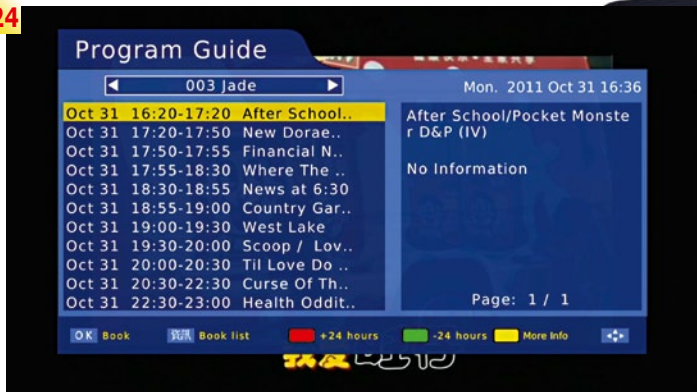 24
Program Guide
003 Jade
Mon. 2011 Oct 31 16:36
Oct 31 16:20-17:20 After School..
Oct 31 17:20-17:50 New Dorae..
Oct 31 17:50-17:55 Financial N..
Oct 31 17:55-18:30 Where The ..
Oct 31 18:30-18:55 News at 6:30
Oct 31 18:55-19:00 Country Gar..
Oct 31 19:00-19:30 West Lake
Oct 31 19:30-20:00 Scoop / Lov..
Oct 31 20:00-20:30 Til Love Do ..
Oct 31 20:30-22:30 Curse Of Th..
Oct 31 22:30-23:00 Health Oddit..
After School/Pocket Monste
r D&P (IV)
No Information
Page: 1 / 1
OK Book 資訊 Book list +24 hours -24 hours More Info